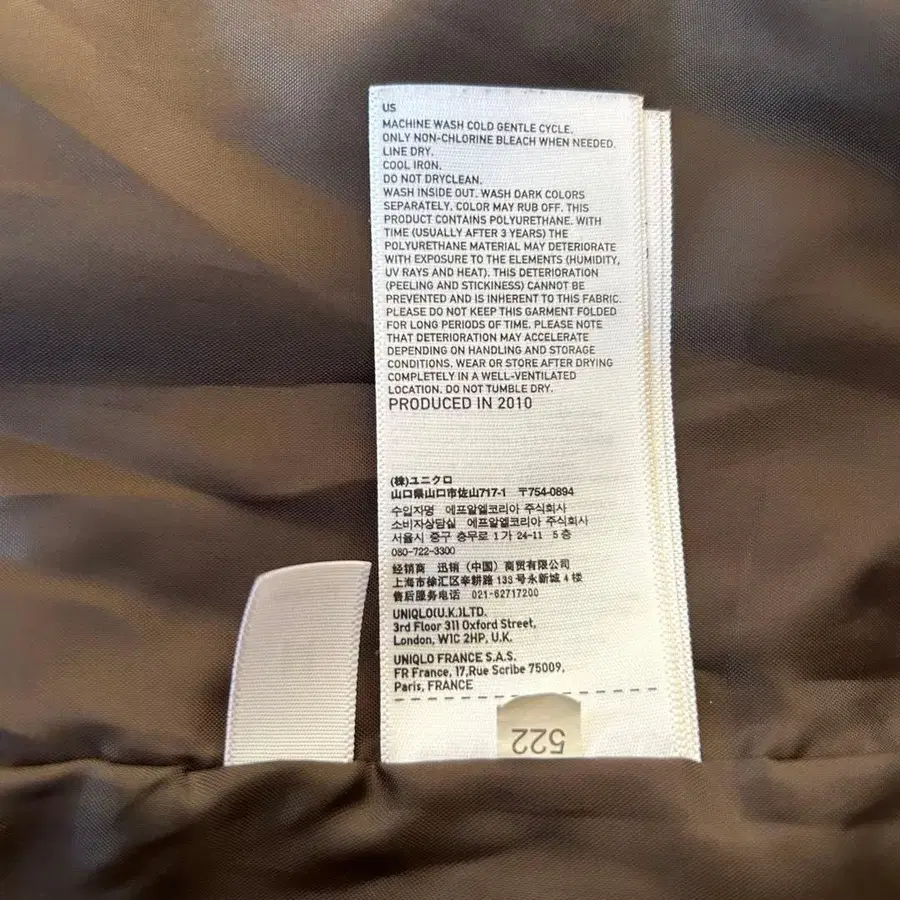 US
MACHINE WASH COLD GENTLE CYCLE.
ONLY NON-CHLORINE BLEACH WHEN NEEDED.
LINE DRY.
COOL IRON.
DO NOT DRYCLEAN.
WASH INSIDE OUT. WASH DARK COLORS
SEPARATELY. COLOR MAY RUB OFF. THIS
PRODUCT CONTAINS POLYURETHANE. WITH
TIME (USUALLY AFTER 3 YEARS) THE
POLYURETHANE MATERIAL MAY DETERIORATE
WITH EXPOSURE TO THE ELEMENTS (HUMIDITY,
UV RAYS AND HEAT). THIS DETERIORATION
(PEELING AND STICKINESS) CANNOT BE
PREVENTED AND IS INHERENT TO THIS FABRIC.
PLEASE DO NOT KEEP THIS GARMENT FOLDED
FOR LONG PERIODS OF TIME. PLEASE NOTE
THAT DETERIORATION MAY ACCELERATE
DEPENDING ON HANDLING AND STORAGE
CONDITIONS. WEAR OR STORE AFTER DRYING
COMPLETELY IN A WELL-VENTILATED
LOCATION. DO NOT TUMBLE DRY.
PRODUCED IN 2010
(株)ユニクロ
山口県山口市佐山717-1 〒754-0894
수입자명 에프알엘코리아 주식회사
소비자상담실 에프알엘코리아 주식회사
서울시 중구 충무로 1가 24-11 5층
080-722-3300
经销商 迅销（中国）商贸有限公司
上海市徐汇区辛耕路 133 号永新城 4 楼
售后服务电话 021-62717200
UNIQLO(U.K.)LTD.
3rd Floor 311 Oxford Street,
London, W1C 2HP, U.K.
UNIQLO FRANCE S.A.S.
FR France, 17,Rue Scribe 75009,
Paris, FRANCE
522